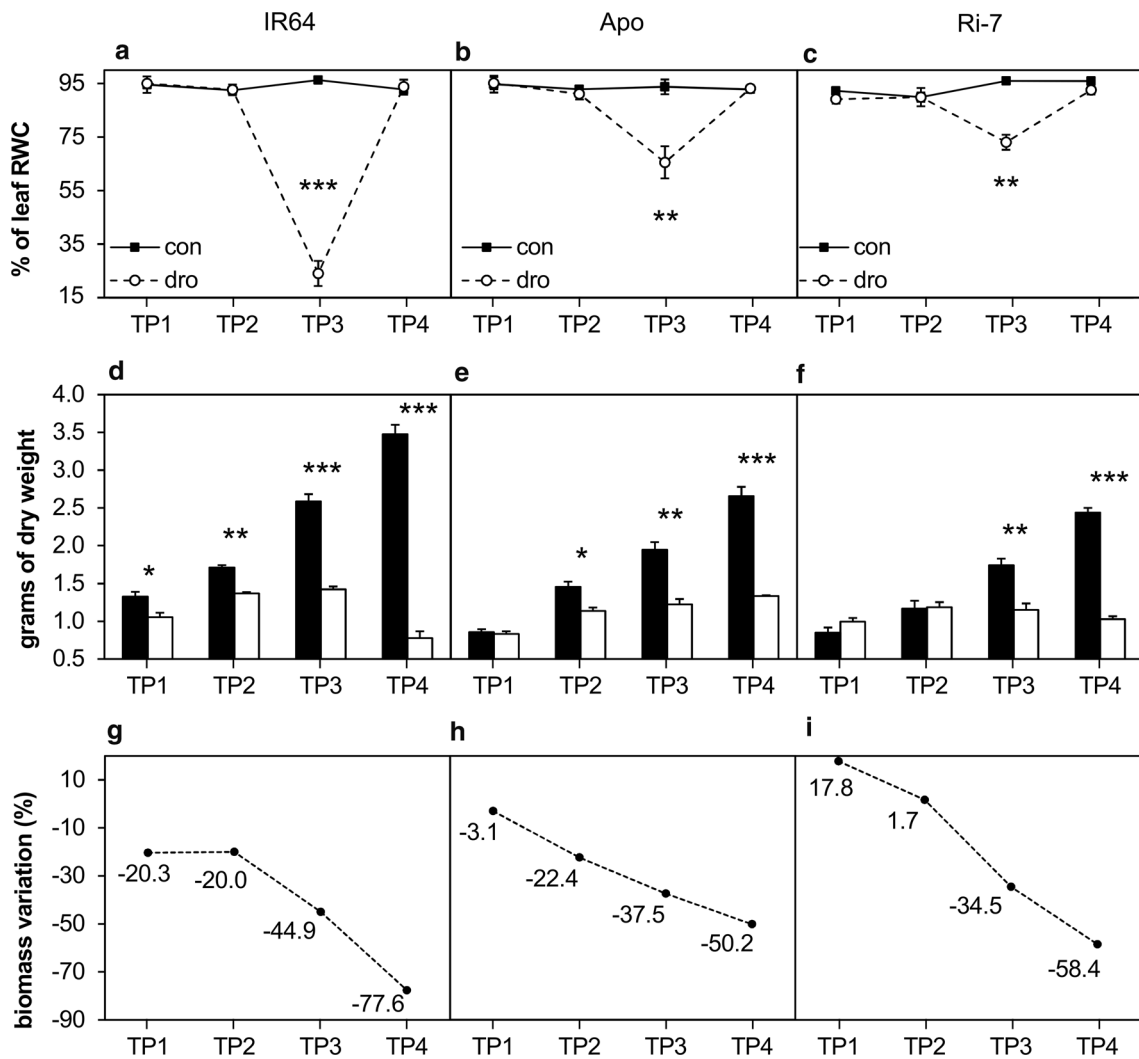 IR64 Apo Ri-7
a b c
% of leaf RWC
95
75
55
35
15
*** ** **
con con con
dro dro dro
TP1 TP2 TP3 TP4 TP1 TP2 TP3 TP4 TP1 TP2 TP3 TP4
d e f
grams of dry weight
4.0
3.5
3.0
2.5
2.0
1.5
1.0
0.5
* ** *** ***
* ** ***
** ***
TP1 TP2 TP3 TP4 TP1 TP2 TP3 TP4 TP1 TP2 TP3 TP4
g h i
biomass variation (%)
10
-10
-30
-50
-70
-90
-20.3 -20.0 -44.9 -77.6
-3.1 -22.4 -37.5 -50.2
17.8 1.7 -34.5 -58.4
TP1 TP2 TP3 TP4 TP1 TP2 TP3 TP4 TP1 TP2 TP3 TP4